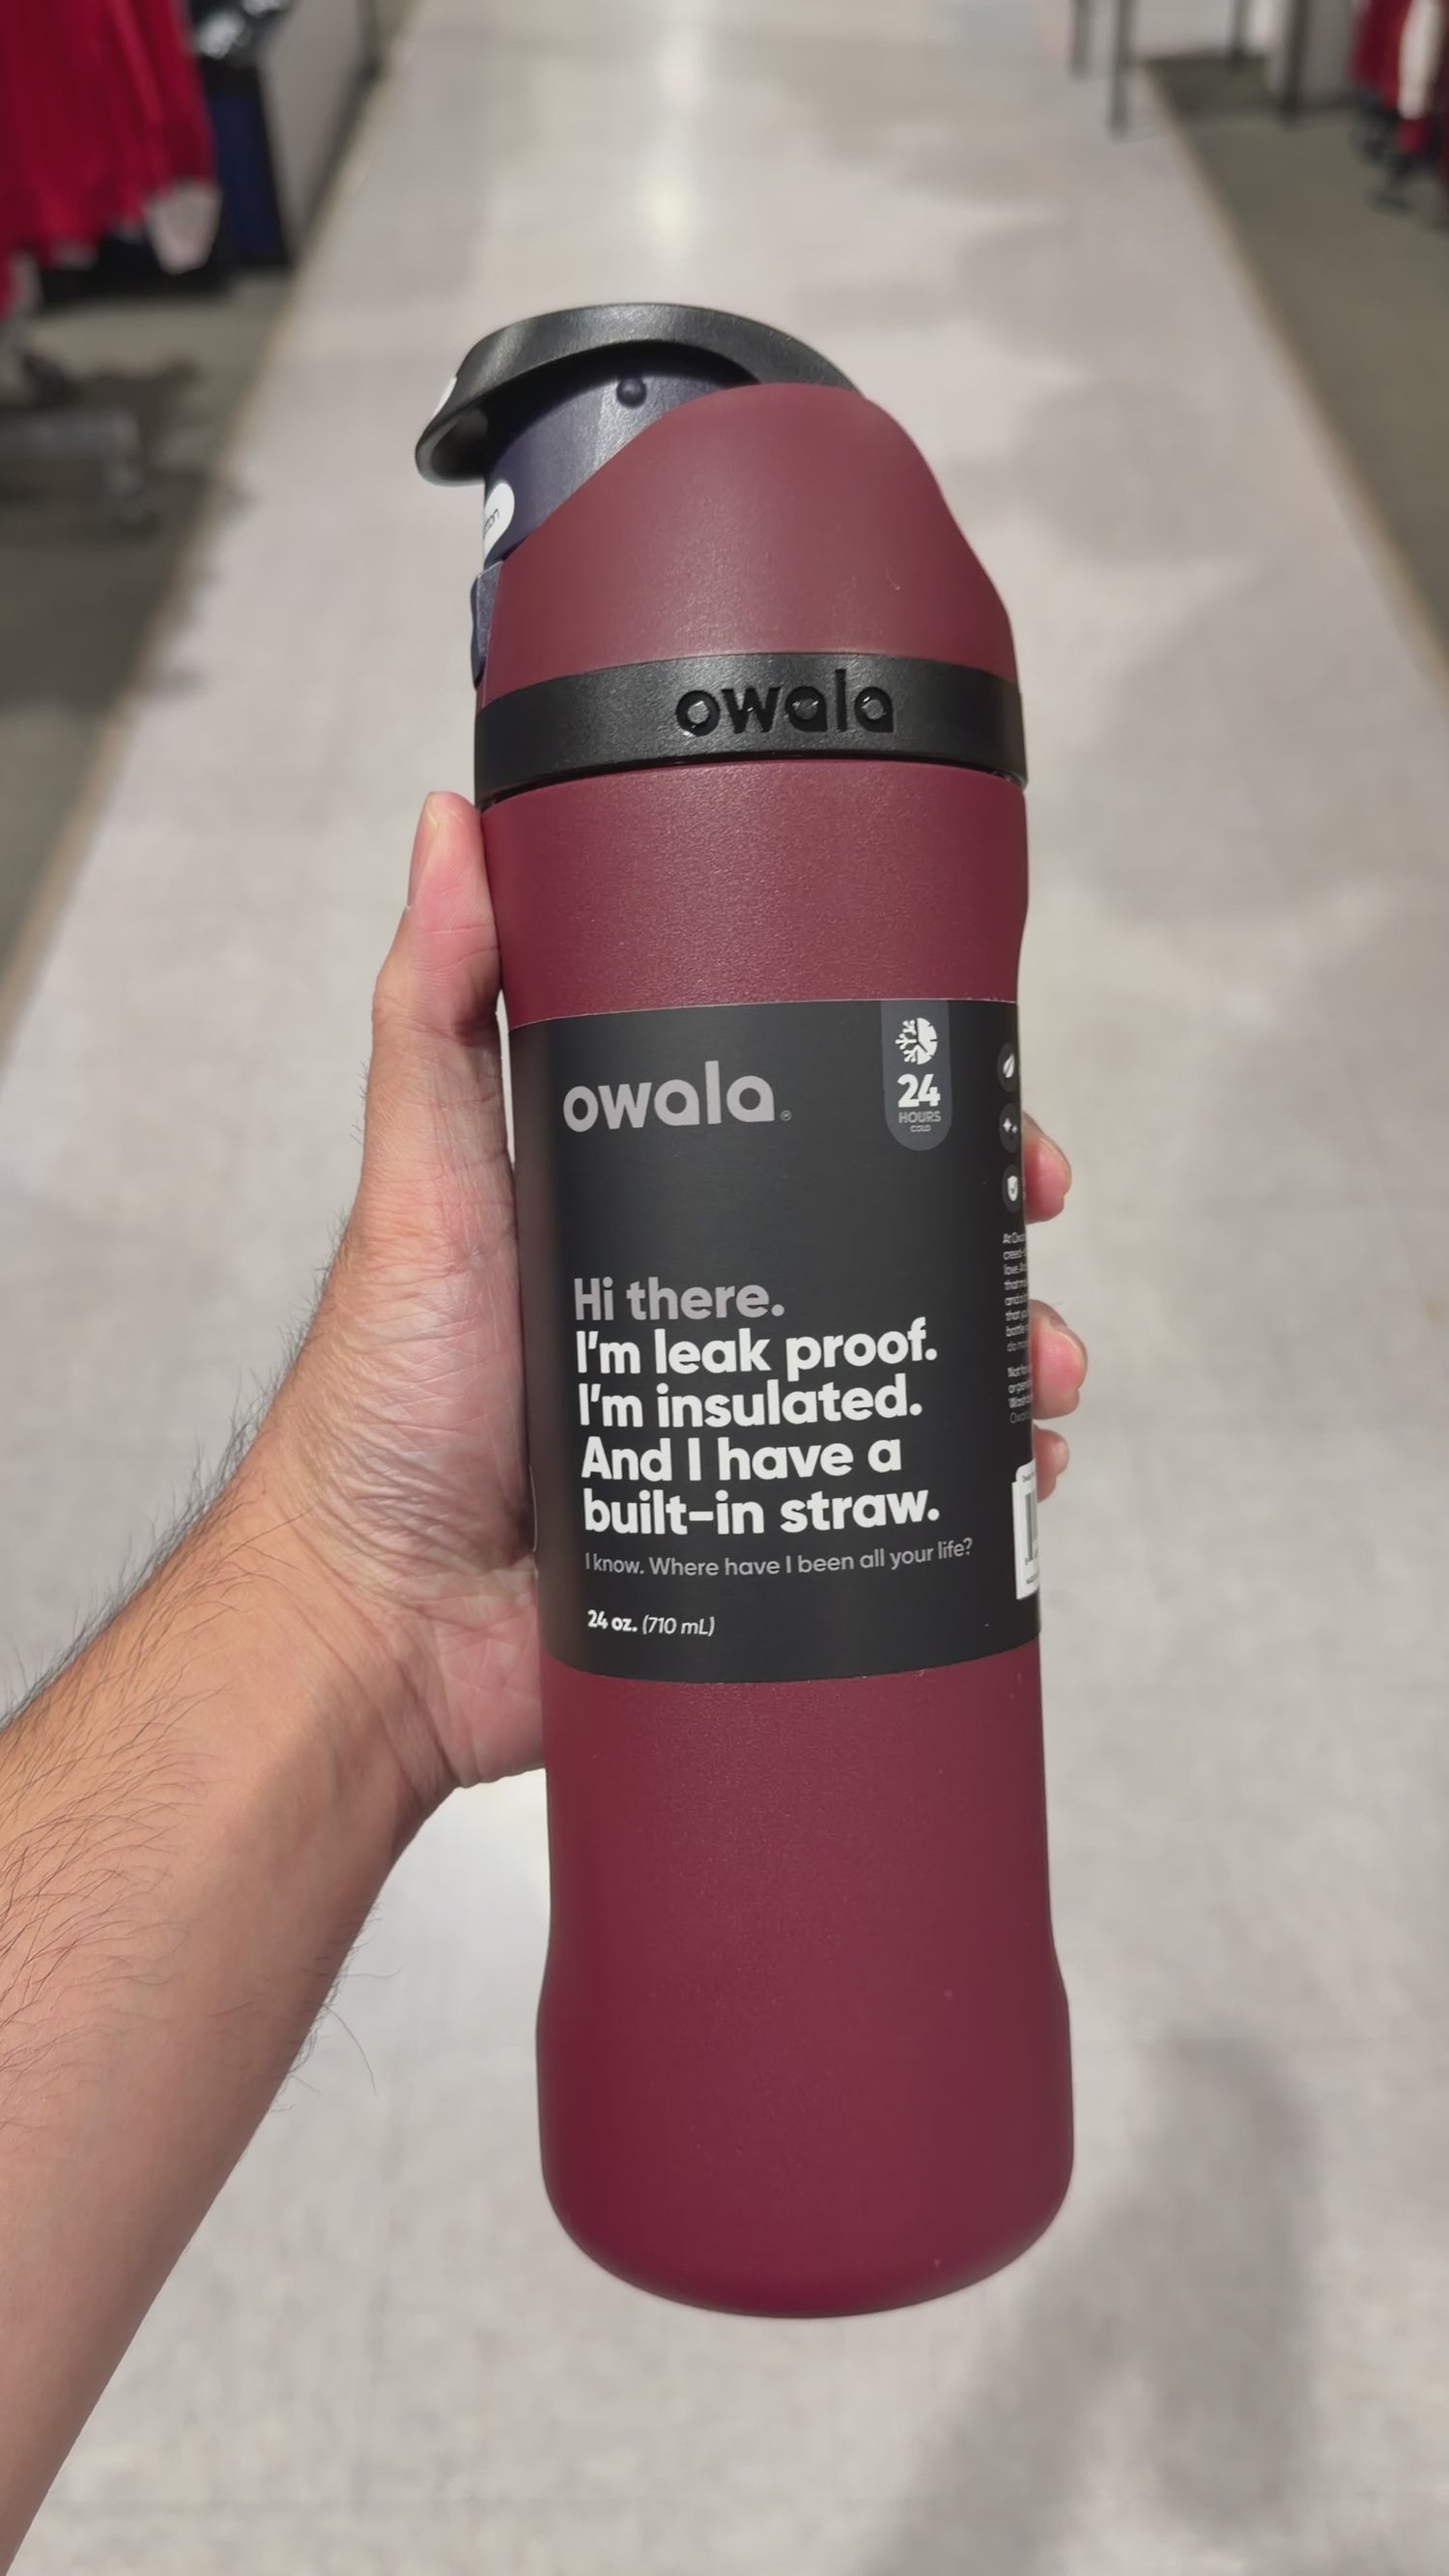 owala
owala®
24
HOURS
COLD
Hi there.
I'm leak proof.
I'm insulated.
And I have a
built-in straw.
I know. Where have I been all your life?
24 oz. (710 mL)